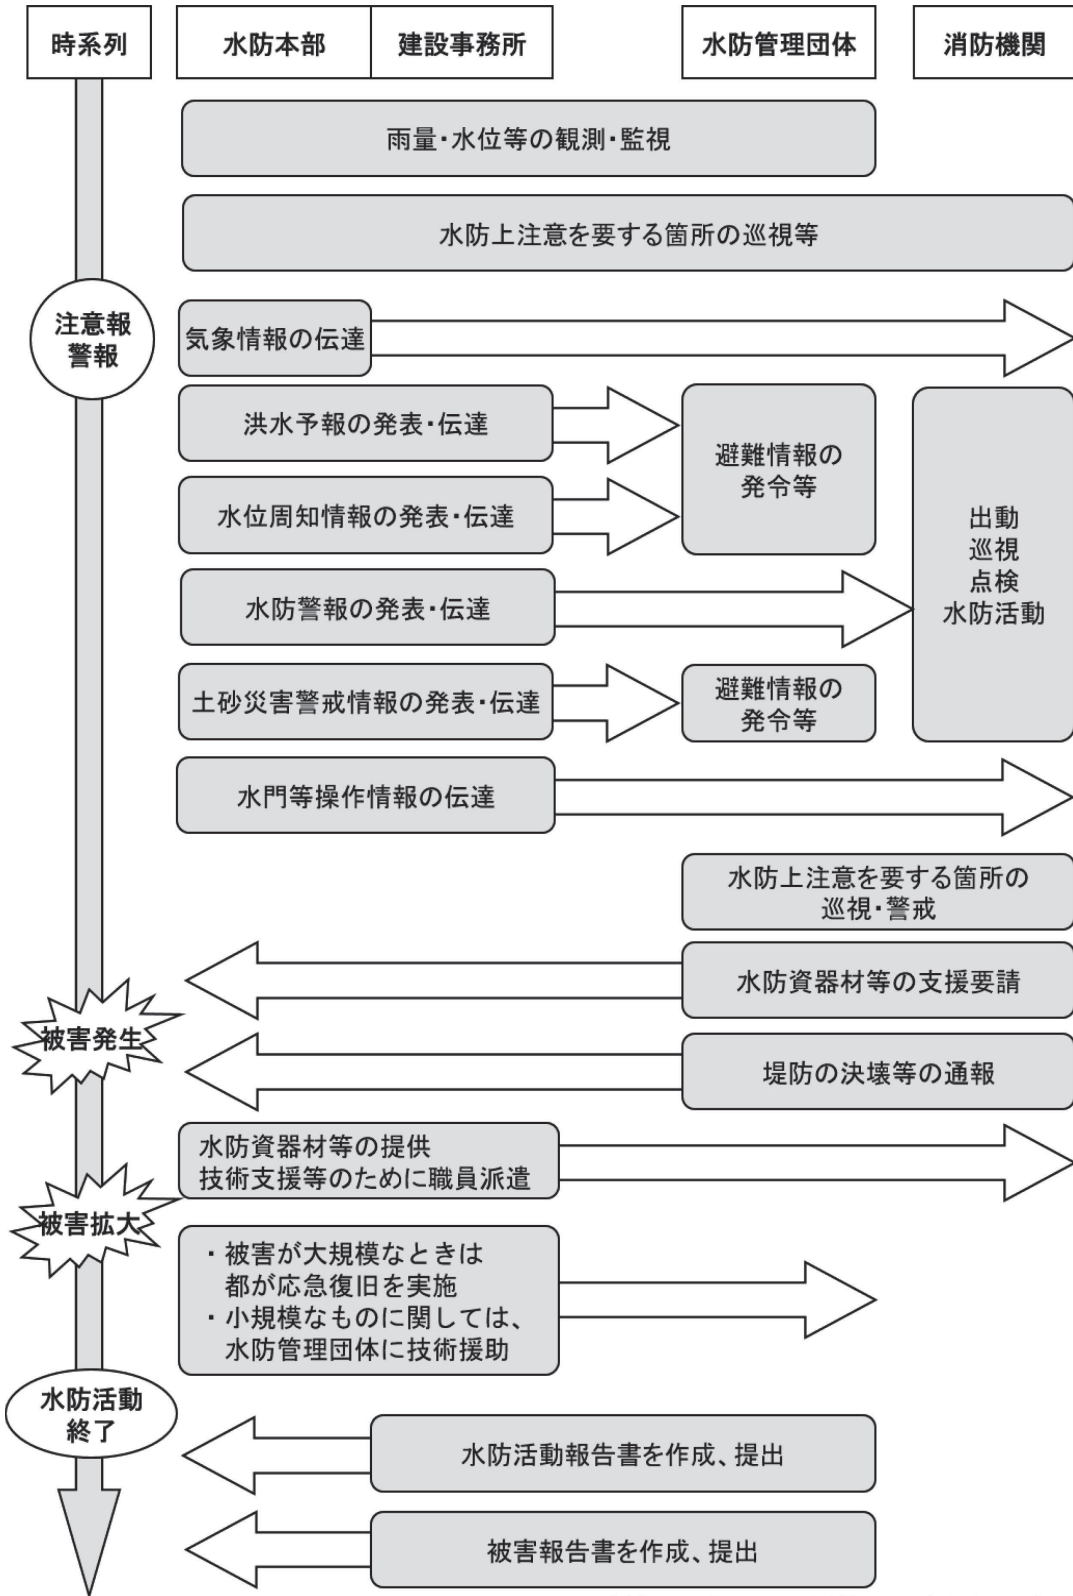 時系列
水防本部
建設事務所
水防管理団体
消防機関
雨量・水位等の観測・監視
水防上注意を要する箇所の巡視等
注意報
警報
気象情報の伝達
洪水予報の発表・伝達
避難情報の
発令等
水位周知情報の発表・伝達
出動
巡視
点検
水防活動
水防警報の発表・伝達
土砂災害警戒情報の発表・伝達
避難情報の
発令等
水門等操作情報の伝達
水防上注意を要する箇所の
巡視・警戒
水防資器材等の支援要請
被害発生
堤防の決壊等の通報
水防資器材等の提供
技術支援等のために職員派遣
被害拡大
・被害が大規模なときは
都が応急復旧を実施
・小規模なものに関しては、
水防管理団体に技術援助
水防活動
終了
水防活動報告書を作成、提出
被害報告書を作成、提出